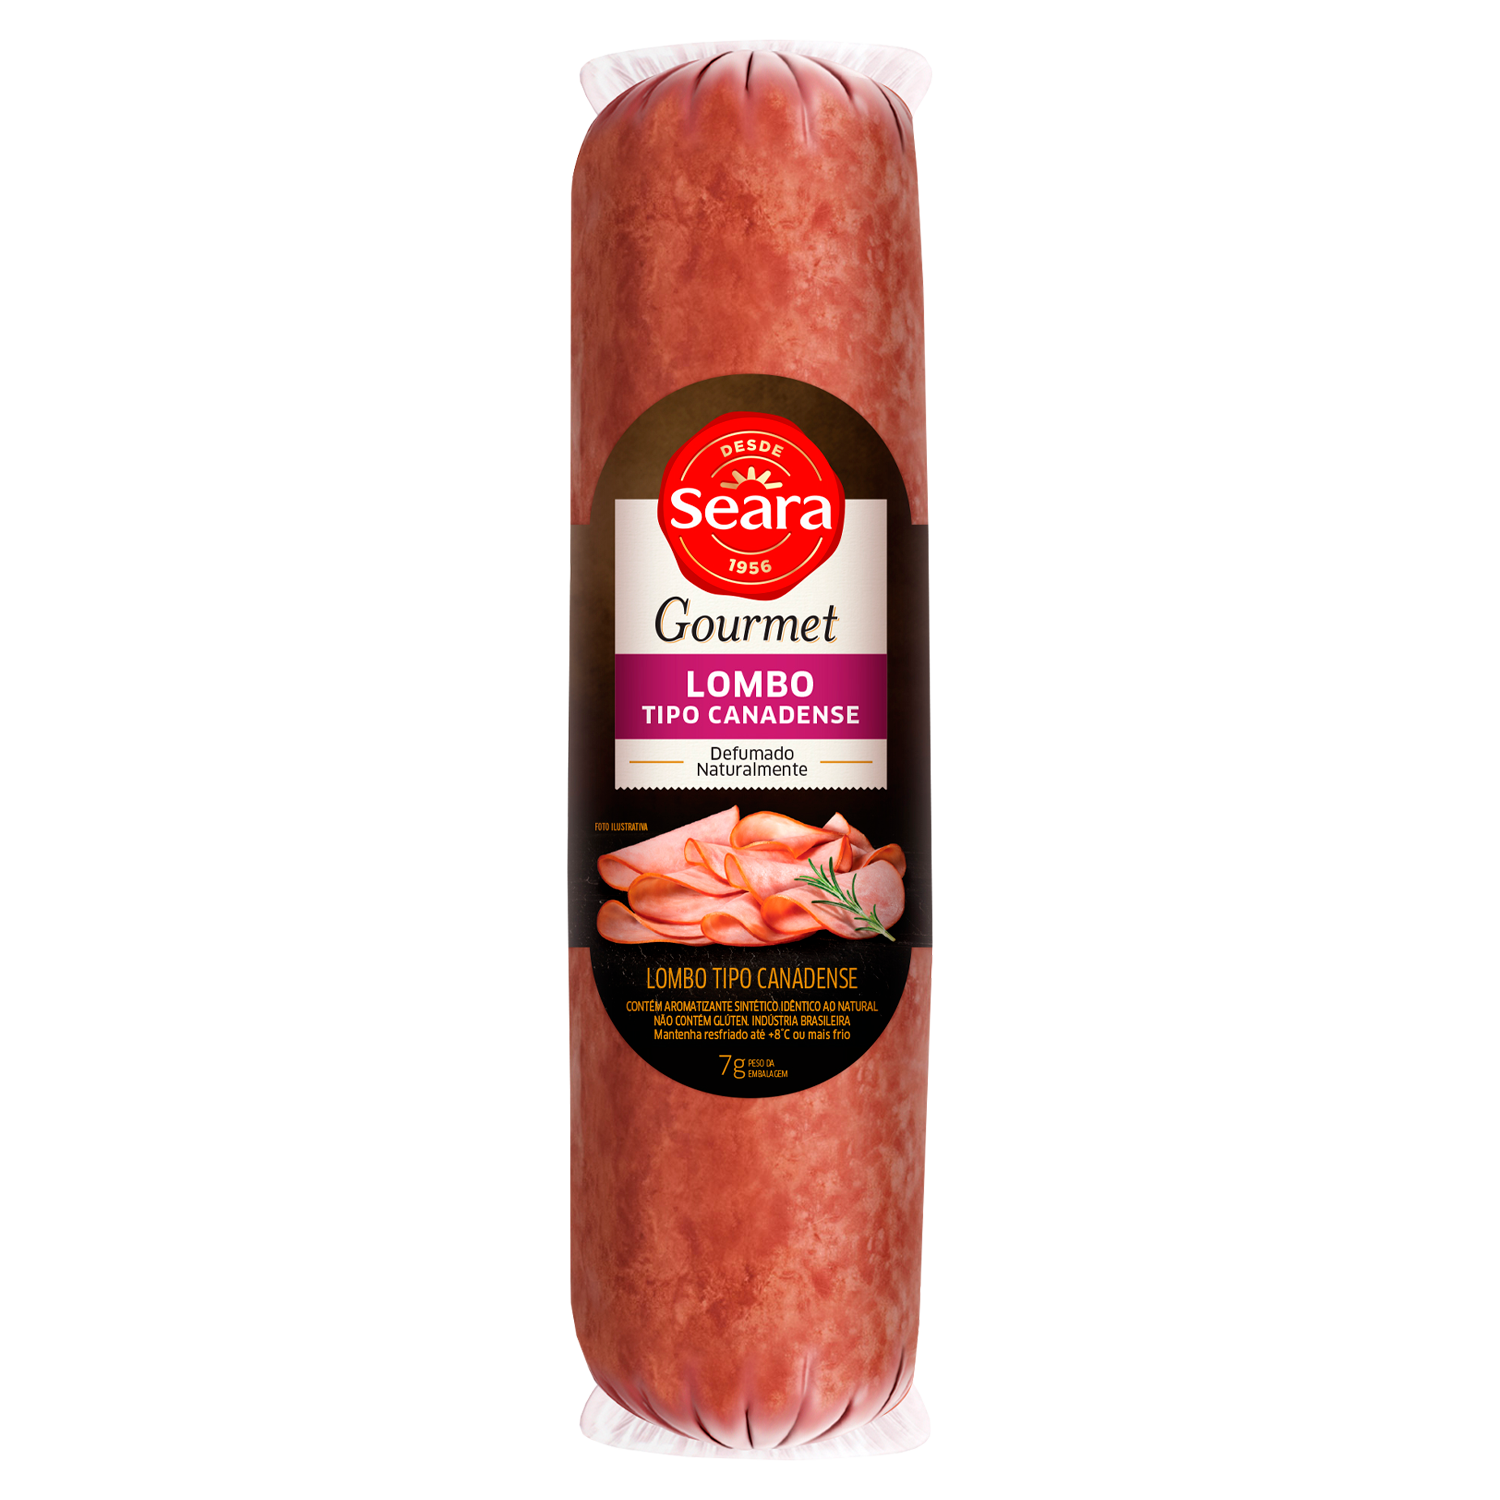 DESDE
Seara
1956
Gourmet
LOMBO
TIPO CANADENSE
Defumado
Naturalmente
FOTO ILUSTRATIVA
LOMBO TIPO CANADENSE
CONTÉM AROMATIZANTE SINTÉTICO IDÊNTICO AO NATURAL
NÃO CONTÉM GLÚTEN. INDÚSTRIA BRASILEIRA
Mantenha resfriado até +8°C ou mais frio
7g PESO DA
EMBALAGEM